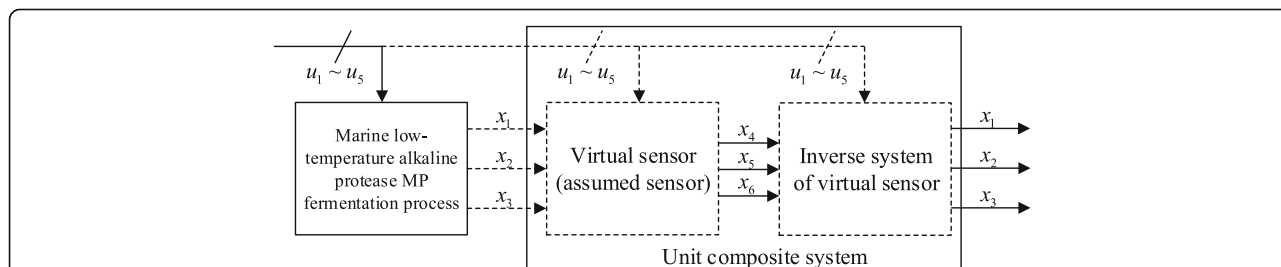 u₁ ~ u₅
u₁ ~ u₅
u₁ ~ u₅
Marine low-
temperature alkaline
protease MP
fermentation process
x₁
x₂
x₃
Virtual sensor
(assumed sensor)
x₄
x₅
x₆
Inverse system
of virtual sensor
x₁
x₂
x₃
Unit composite system